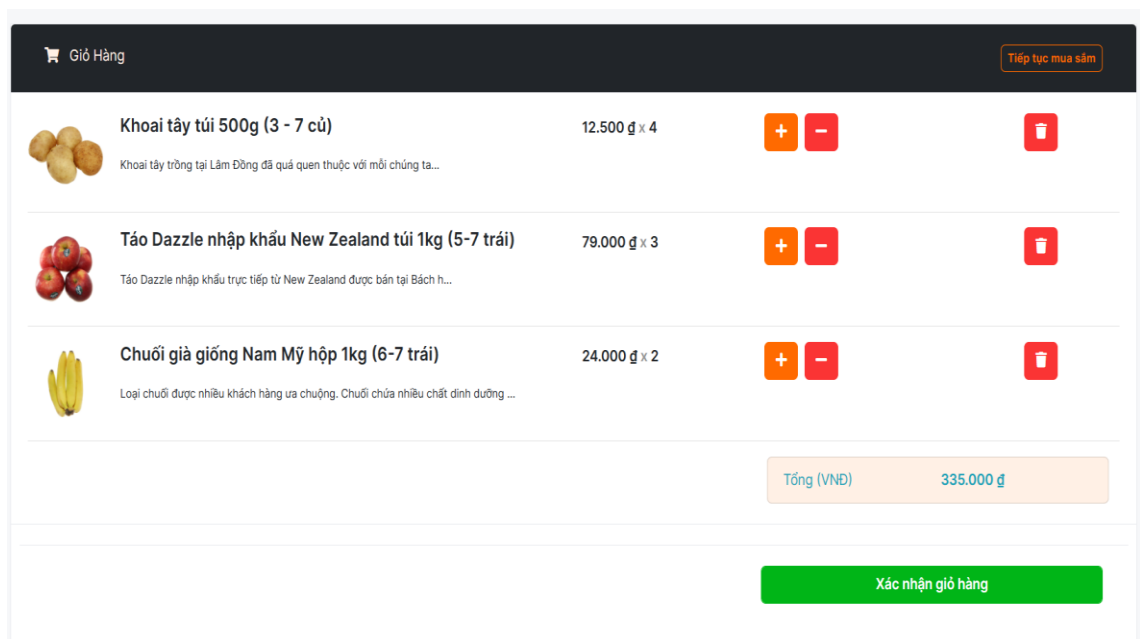 Giỏ Hàng
Tiếp tục mua sắm
Khoai tây túi 500g (3 - 7 củ)
12.500 ₫ x 4
Khoai tây trồng tại Lâm Đồng đã quá quen thuộc với mỗi chúng ta...
Táo Dazzle nhập khẩu New Zealand túi 1kg (5-7 trái)
79.000 ₫ x 3
Táo Dazzle nhập khẩu trực tiếp từ New Zealand được bán tại Bách h...
Chuối già giống Nam Mỹ hộp 1kg (6-7 trái)
24.000 ₫ x 2
Loại chuối được nhiều khách hàng ưa chuộng. Chuối chứa nhiều chất dinh dưỡng ...
Tổng (VNĐ)
335.000 ₫
Xác nhận giỏ hàng